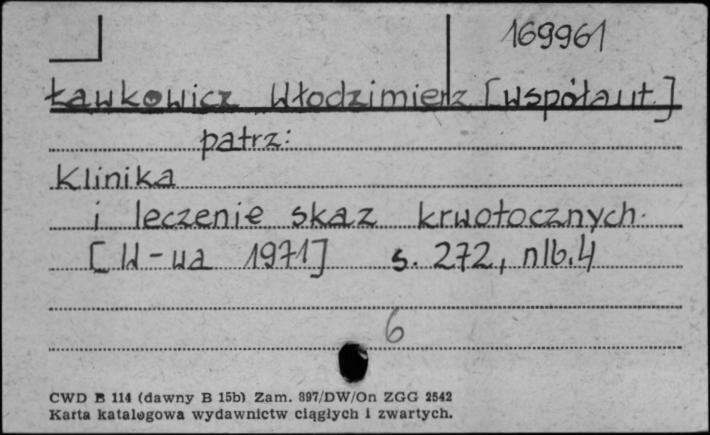 169961
Ławkowicz Włodzimierz [współaut.]
patrz:
Klinika
i leczenie skaz krwotocznych.
[W-wa 1971] s. 272, nlb. 4
6
CWD B 114 (dawny B 15b) Zam. 897/DW/On ZGG 2542
Karta katalogowa wydawnictw ciągłych i zwartych.